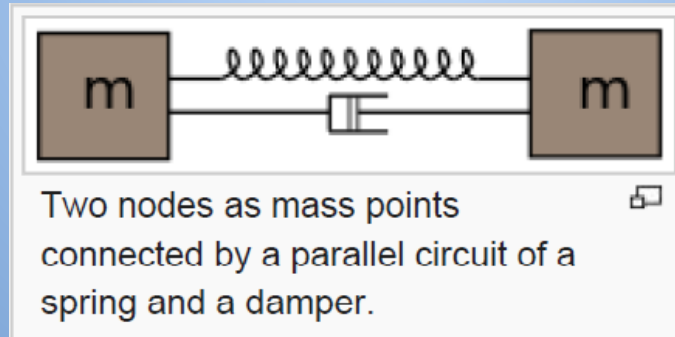 m m
Two nodes as mass points
connected by a parallel circuit of a
spring and a damper.